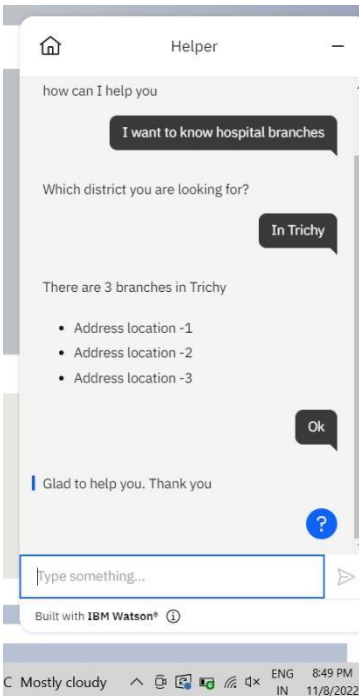 Helper
how can I help you
I want to know hospital branches
Which district you are looking for?
In Trichy
There are 3 branches in Trichy
• Address location -1
• Address location -2
• Address location -3
Ok
Glad to help you. Thank you
?
Type something...
Built with IBM Watson®
C Mostly cloudy
ENG
IN
8:49 PM
11/8/2022